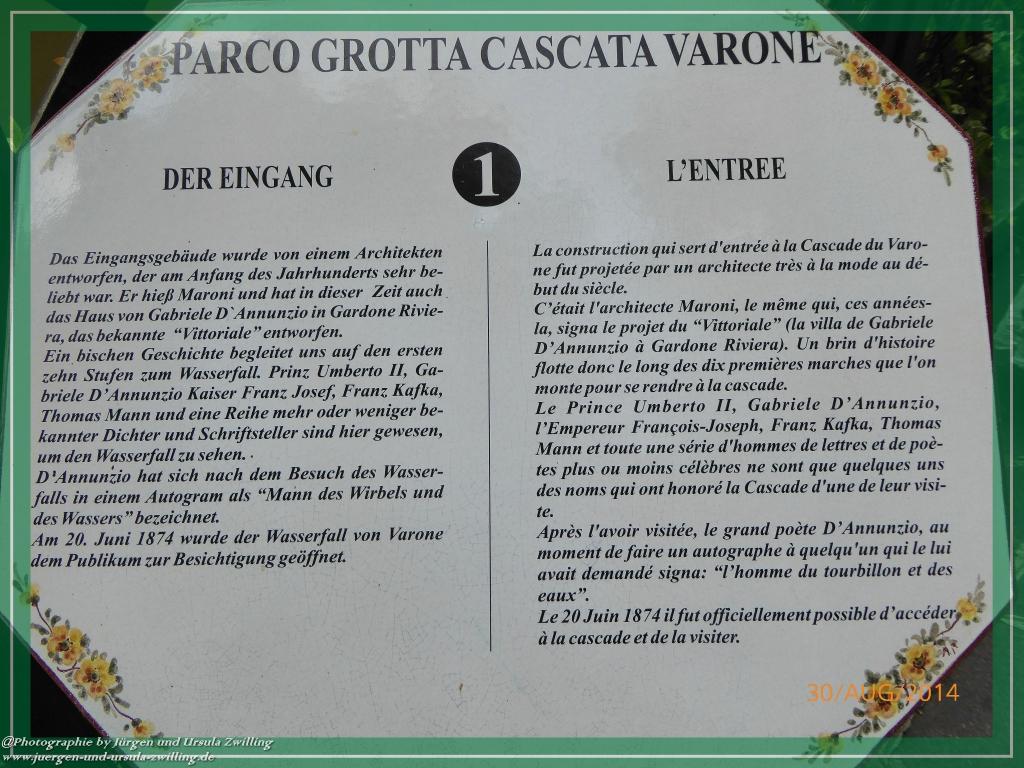 PARCO GROTTA CASCATA VARONE
1
DER EINGANG
Das Eingangsgebäude wurde von einem Architekten
entworfen, der am Anfang des Jahrhunderts sehr be-
liebt war. Er hieß Maroni und hat in dieser Zeit auch
das Haus von Gabriele D`Annunzio in Gardone Rivie-
ra, das bekannte “Vittoriale” entworfen.
Ein bischen Geschichte begleitet uns auf den ersten
zehn Stufen zum Wasserfall. Prinz Umberto II, Ga-
briele D’Annunzio Kaiser Franz Josef, Franz Kafka,
Thomas Mann und eine Reihe mehr oder weniger be-
kannter Dichter und Schriftsteller sind hier gewesen,
um den Wasserfall zu sehen.
D‘Annunzio hat sich nach dem Besuch des Wasser-
falls in einem Autogram als “Mann des Wirbels und
des Wassers” bezeichnet.
Am 20. Juni 1874 wurde der Wasserfall von Varone
dem Publikum zur Besichtigung geöffnet.
L’ENTREE
La construction qui sert d'entrée à la Cascade du Varo-
ne fut projetée par un architecte très à la mode au dé-
but du siècle.
C’était l'architecte Maroni, le même qui, ces années-
la, signa le projet du “Vittoriale” (la villa de Gabriele
D’Annunzio à Gardone Riviera). Un brin d'histoire
flotte donc le long des dix premières marches que l'on
monte pour se rendre à la cascade.
Le Prince Umberto II, Gabriele D’Annunzio,
l’Empereur François-Joseph, Franz Kafka, Thomas
Mann et toute une série d'hommes de lettres et de poè-
tes plus ou moins célèbres ne sont que quelques uns
des noms qui ont honoré la Cascade d'une de leur visi-
te.
Après l'avoir visitée, le grand poète D’Annunzio, au
moment de faire un autographe à quelqu'un qui le lui
avait demandé signa: “l’homme du tourbillon et des
eaux”.
Le 20 Juin 1874 il fut officiellement possible d’accéder
à la cascade et de la visiter.
30/AUG/2014
@Photographie by Jürgen und Ursula Zwilling
www.juergen-und-ursula-zwilling.de